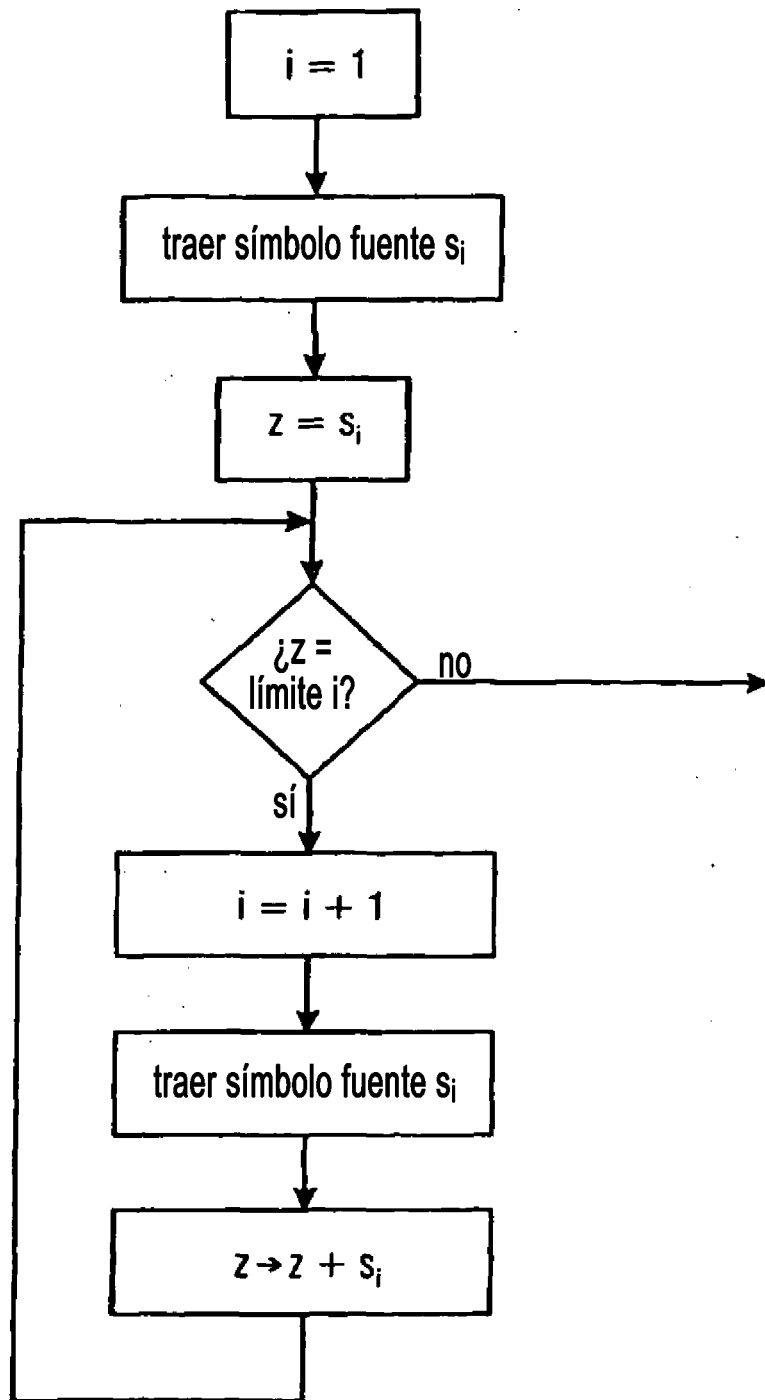 i = 1
traer símbolo fuente sᵢ
z = sᵢ
¿z =
límite i?
no
sí
i = i + 1
traer símbolo fuente sᵢ
z → z + sᵢ